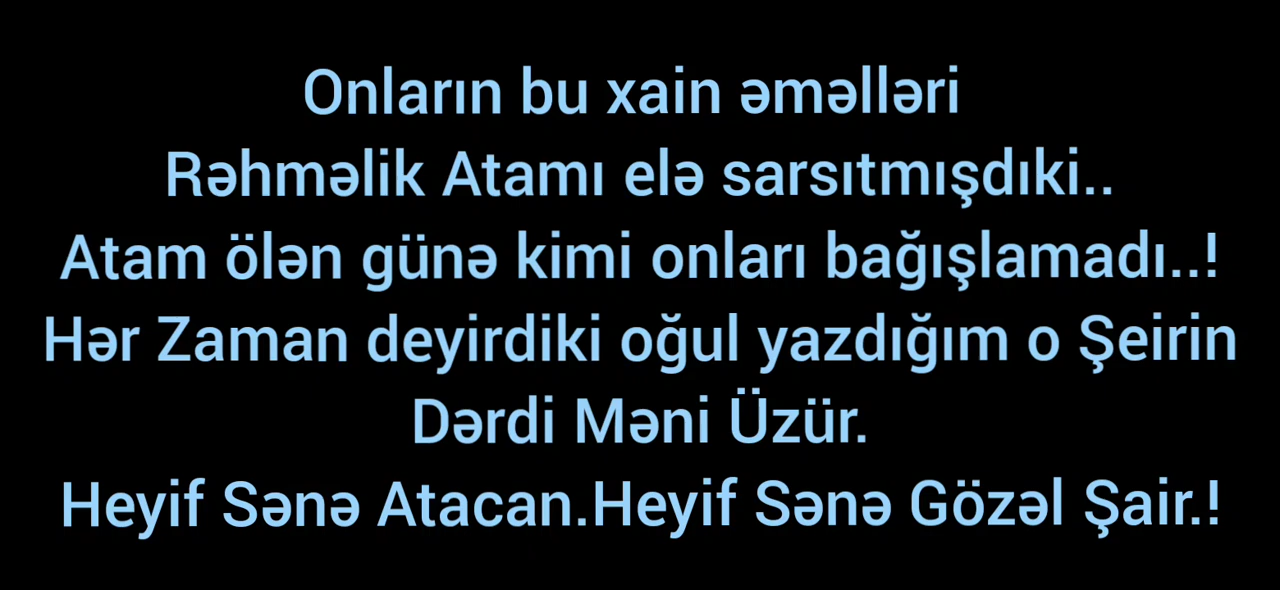 Onların bu xain əməlləri
Rəhməlik Atamı elə sarsıtmışdıki..
Atam ölən günə kimi onları bağışlamadı..!
Hər Zaman deyirdiki oğul yazdığım o Şeirin
Dərdi Məni Üzür.
Heyif Sənə Atacan.Heyif Sənə Gözəl Şair.!